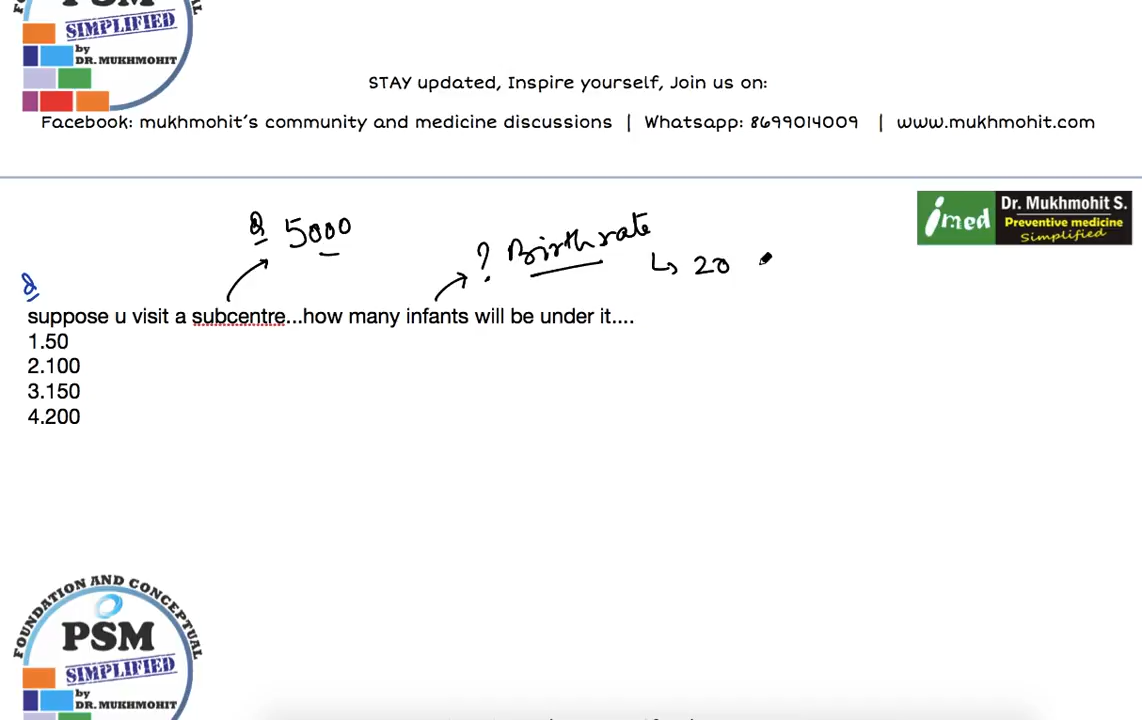 PSM
SIMPLIFIED
by
DR. MUKHMOHIT
STAY updated, Inspire yourself, Join us on:
Facebook: mukhmohit's community and medicine discussions | Whatsapp: 8699014009 | www.mukhmohit.com
imed
Dr. Mukhmohit S.
Preventive medicine
Simplified
@ 5000
? Birth rate
↳ 20
Q
suppose u visit a subcentre...how many infants will be under it....
1.50
2.100
3.150
4.200
FOUNDATION AND CONCEPTUAL
PSM
SIMPLIFIED
by
DR. MUKHMOHIT